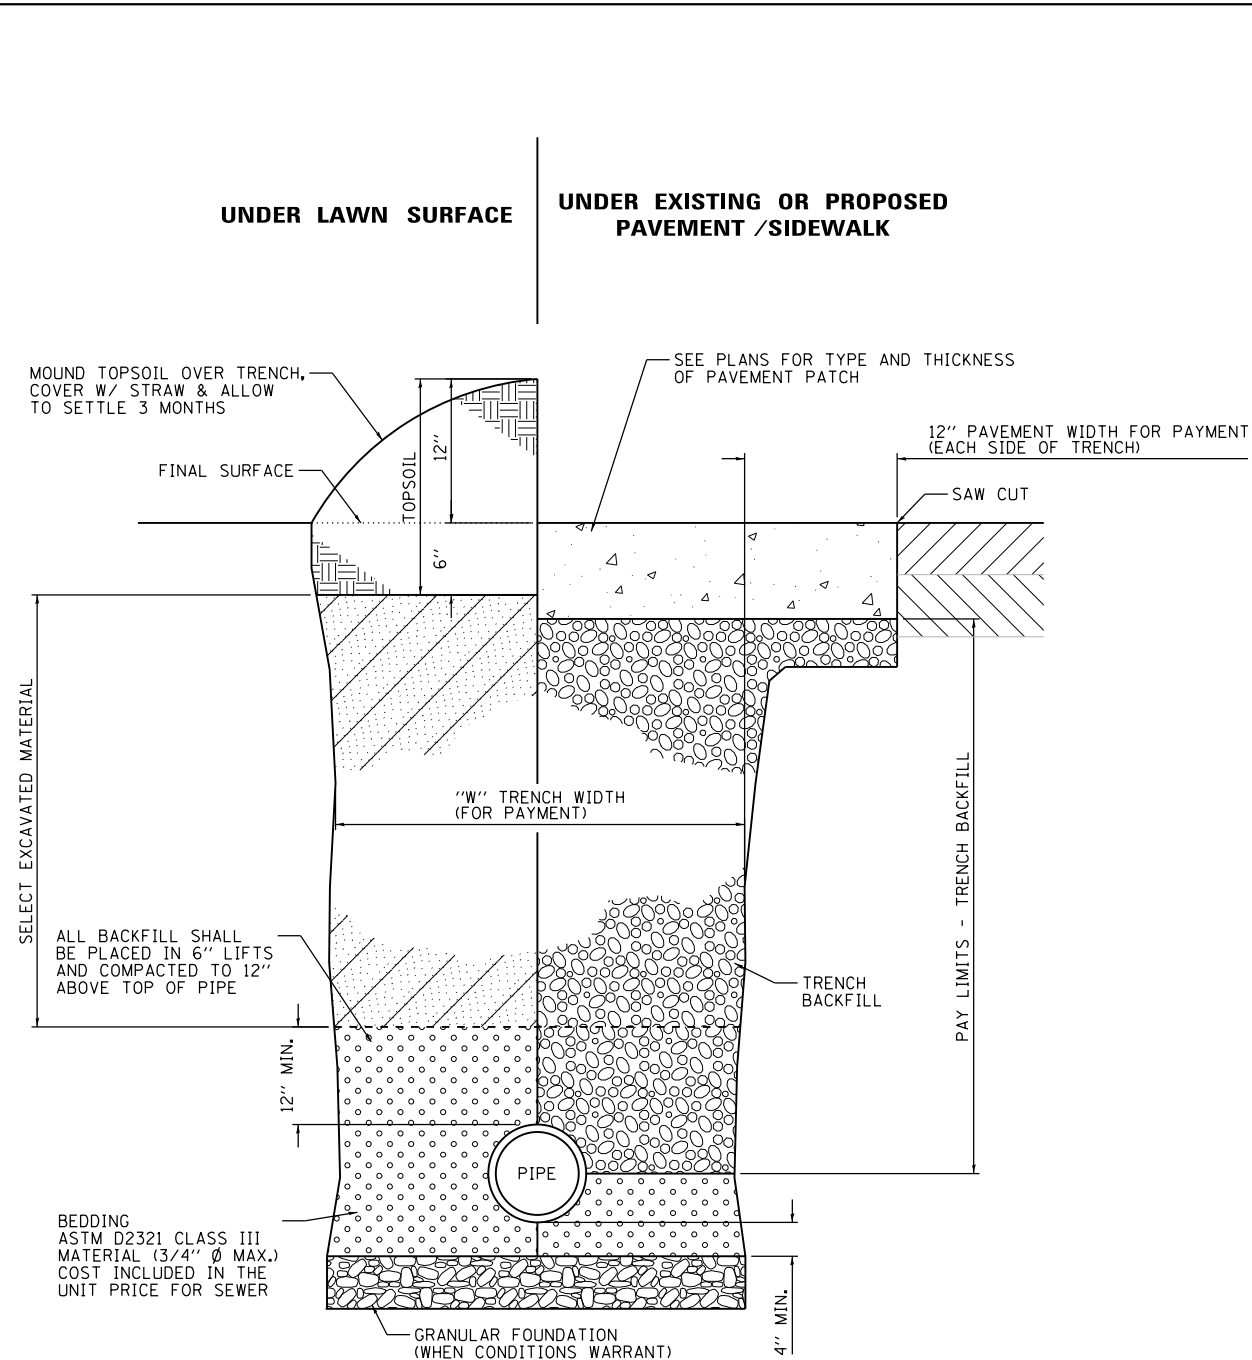 UNDER LAWN SURFACE
UNDER EXISTING OR PROPOSED
PAVEMENT /SIDEWALK
MOUND TOPSOIL OVER TRENCH,
COVER W/ STRAW & ALLOW
TO SETTLE 3 MONTHS
FINAL SURFACE
TOPSOIL
12''
6''
SEE PLANS FOR TYPE AND THICKNESS
OF PAVEMENT PATCH
12'' PAVEMENT WIDTH FOR PAYMENT
(EACH SIDE OF TRENCH)
SAW CUT
SELECT EXCAVATED MATERIAL
''W'' TRENCH WIDTH
(FOR PAYMENT)
PAY LIMITS - TRENCH BACKFILL
ALL BACKFILL SHALL
BE PLACED IN 6'' LIFTS
AND COMPACTED TO 12''
ABOVE TOP OF PIPE
TRENCH
BACKFILL
12'' MIN.
PIPE
BEDDING
ASTM D2321 CLASS III
MATERIAL (3/4'' Ø MAX.)
COST INCLUDED IN THE
UNIT PRICE FOR SEWER
4'' MIN.
GRANULAR FOUNDATION
(WHEN CONDITIONS WARRANT)